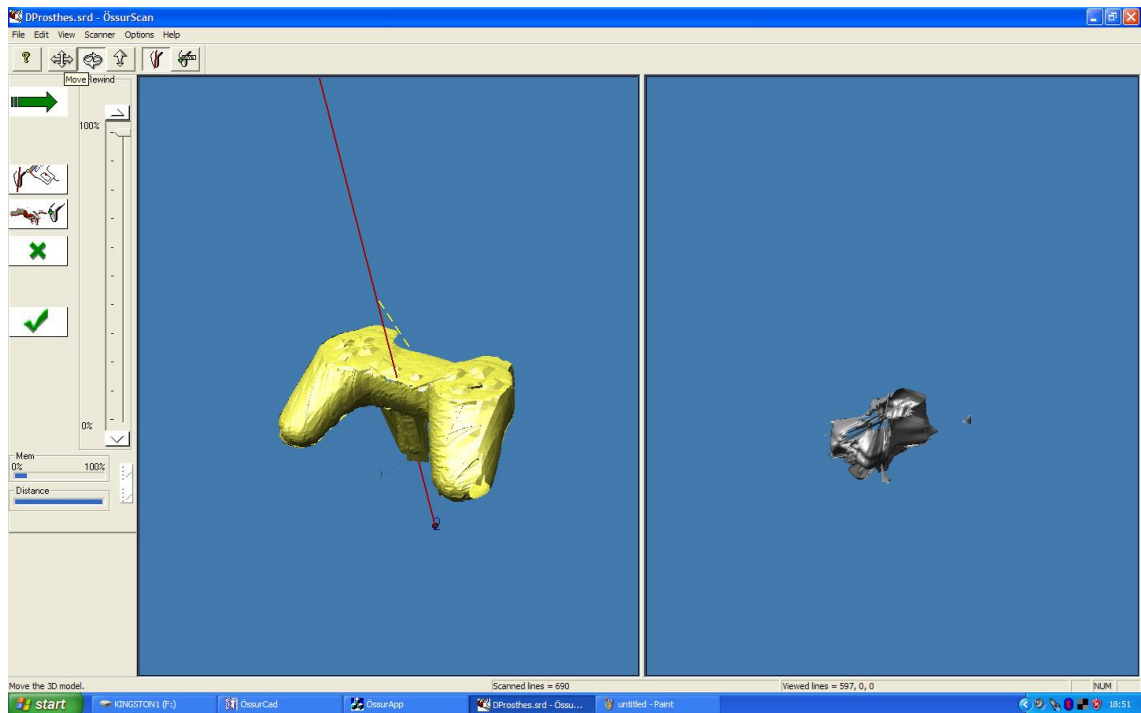 DProsthes.srd - ÖssurScan
File Edit View Scanner Options Help
Move Rewind
100%
0%
Mem
0% 100%
Distance
2
Move the 3D model.
Scanned lines = 690
Viewed lines = 597, 0, 0
NUM
start
KINGSTON1 (F:)
OssurCad
OssurApp
DProsthes.srd - Össu...
untitled - Paint
18:51